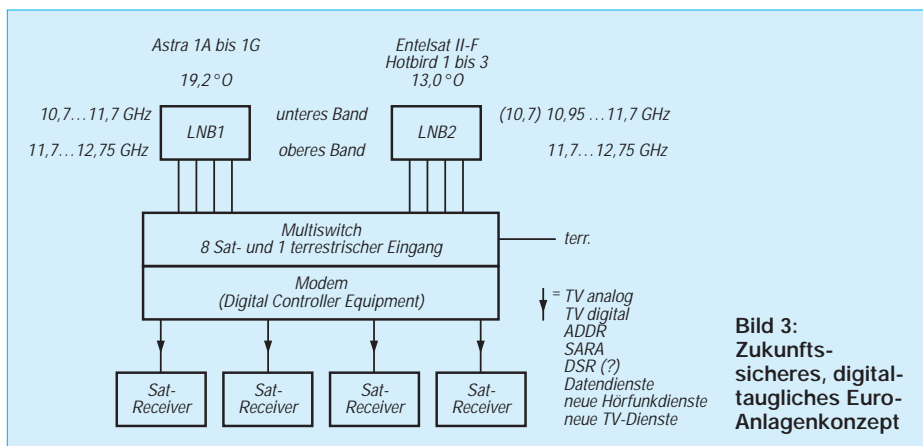 Astra 1A bis 1G
19,2°O
Entelsat II-F
Hotbird 1 bis 3
13,0°O
10,7...11,7 GHz
LNB1
unteres Band
LNB2
(10,7) 10,95 ...11,7 GHz
11,7...12,75 GHz
oberes Band
11,7...12,75 GHz
Multiswitch
8 Sat- und 1 terrestrischer Eingang
terr.
Modem
(Digital Controller Equipment)
= TV analog
TV digital
ADDR
SARA
DSR (?)
Datendienste
neue Hörfunkdienste
neue TV-Dienste
Sat-
Receiver
Sat-
Receiver
Sat-
Receiver
Sat-
Receiver
Bild 3:
Zukunfts-
sicheres, digital-
taugliches Euro-
Anlagenkonzept